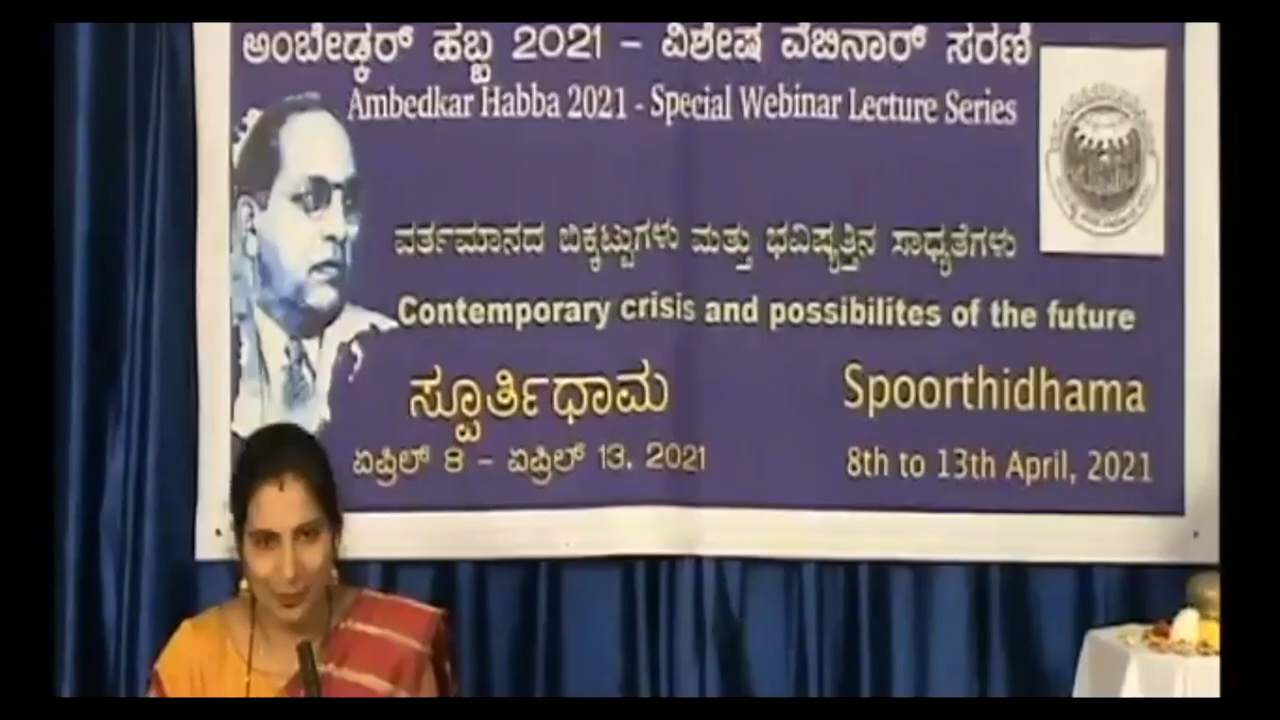 ಅಂಬೇಡ್ಕರ್ ಹಬ್ಬ 2021 – ವಿಶೇಷ ವೆಬಿನಾರ್ ಸರಣಿ
Ambedkar Habba 2021 - Special Webinar Lecture Series
ವರ್ತಮಾನದ ಬಿಕ್ಕಟ್ಟುಗಳು ಮತ್ತು ಭವಿಷ್ಯತ್ತಿನ ಸಾಧ್ಯತೆಗಳು
Contemporary crisis and possibilites of the future
ಸ್ಪೂರ್ತಿಧಾಮ
Spoorthidhama
ಏಪ್ರಿಲ್ 8 – ಏಪ್ರಿಲ್ 13, 2021
8th to 13th April, 2021